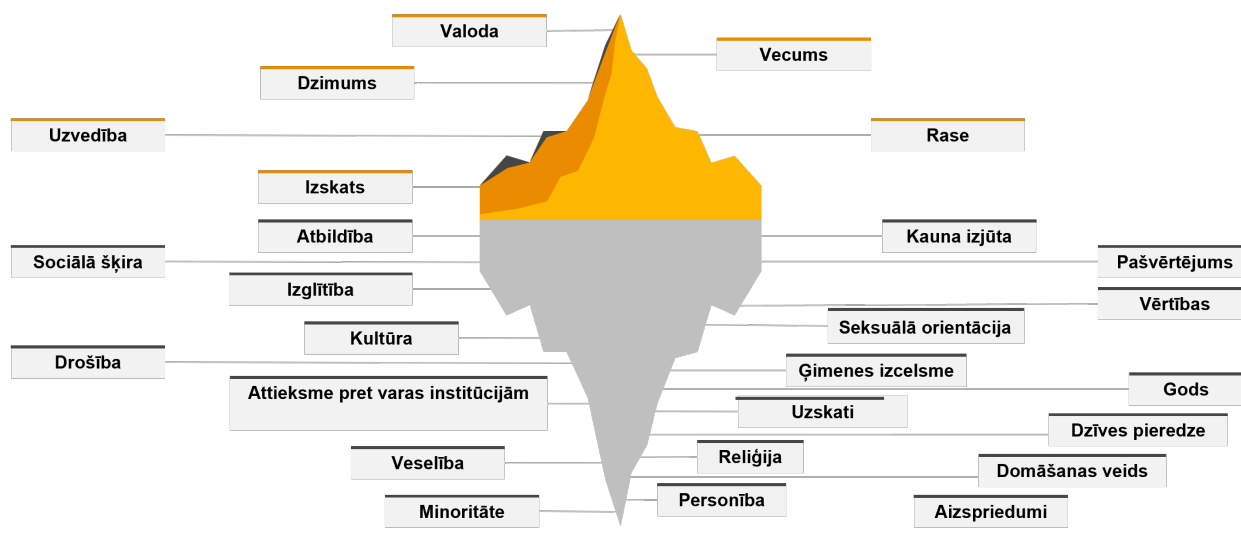 Valoda
Vecums
Dzimums
Uzvedība
Rase
Izskats
Atbildība
Kauna izjūta
Sociālā šķira
Pašvērtējums
Izglītība
Vērtības
Seksuālā orientācija
Kultūra
Drošība
Ģimenes izcelsme
Attieksme pret varas institūcijām
Gods
Uzskati
Dzīves pieredze
Reliģija
Veselība
Domāšanas veids
Personība
Minoritāte
Aizspriedumi